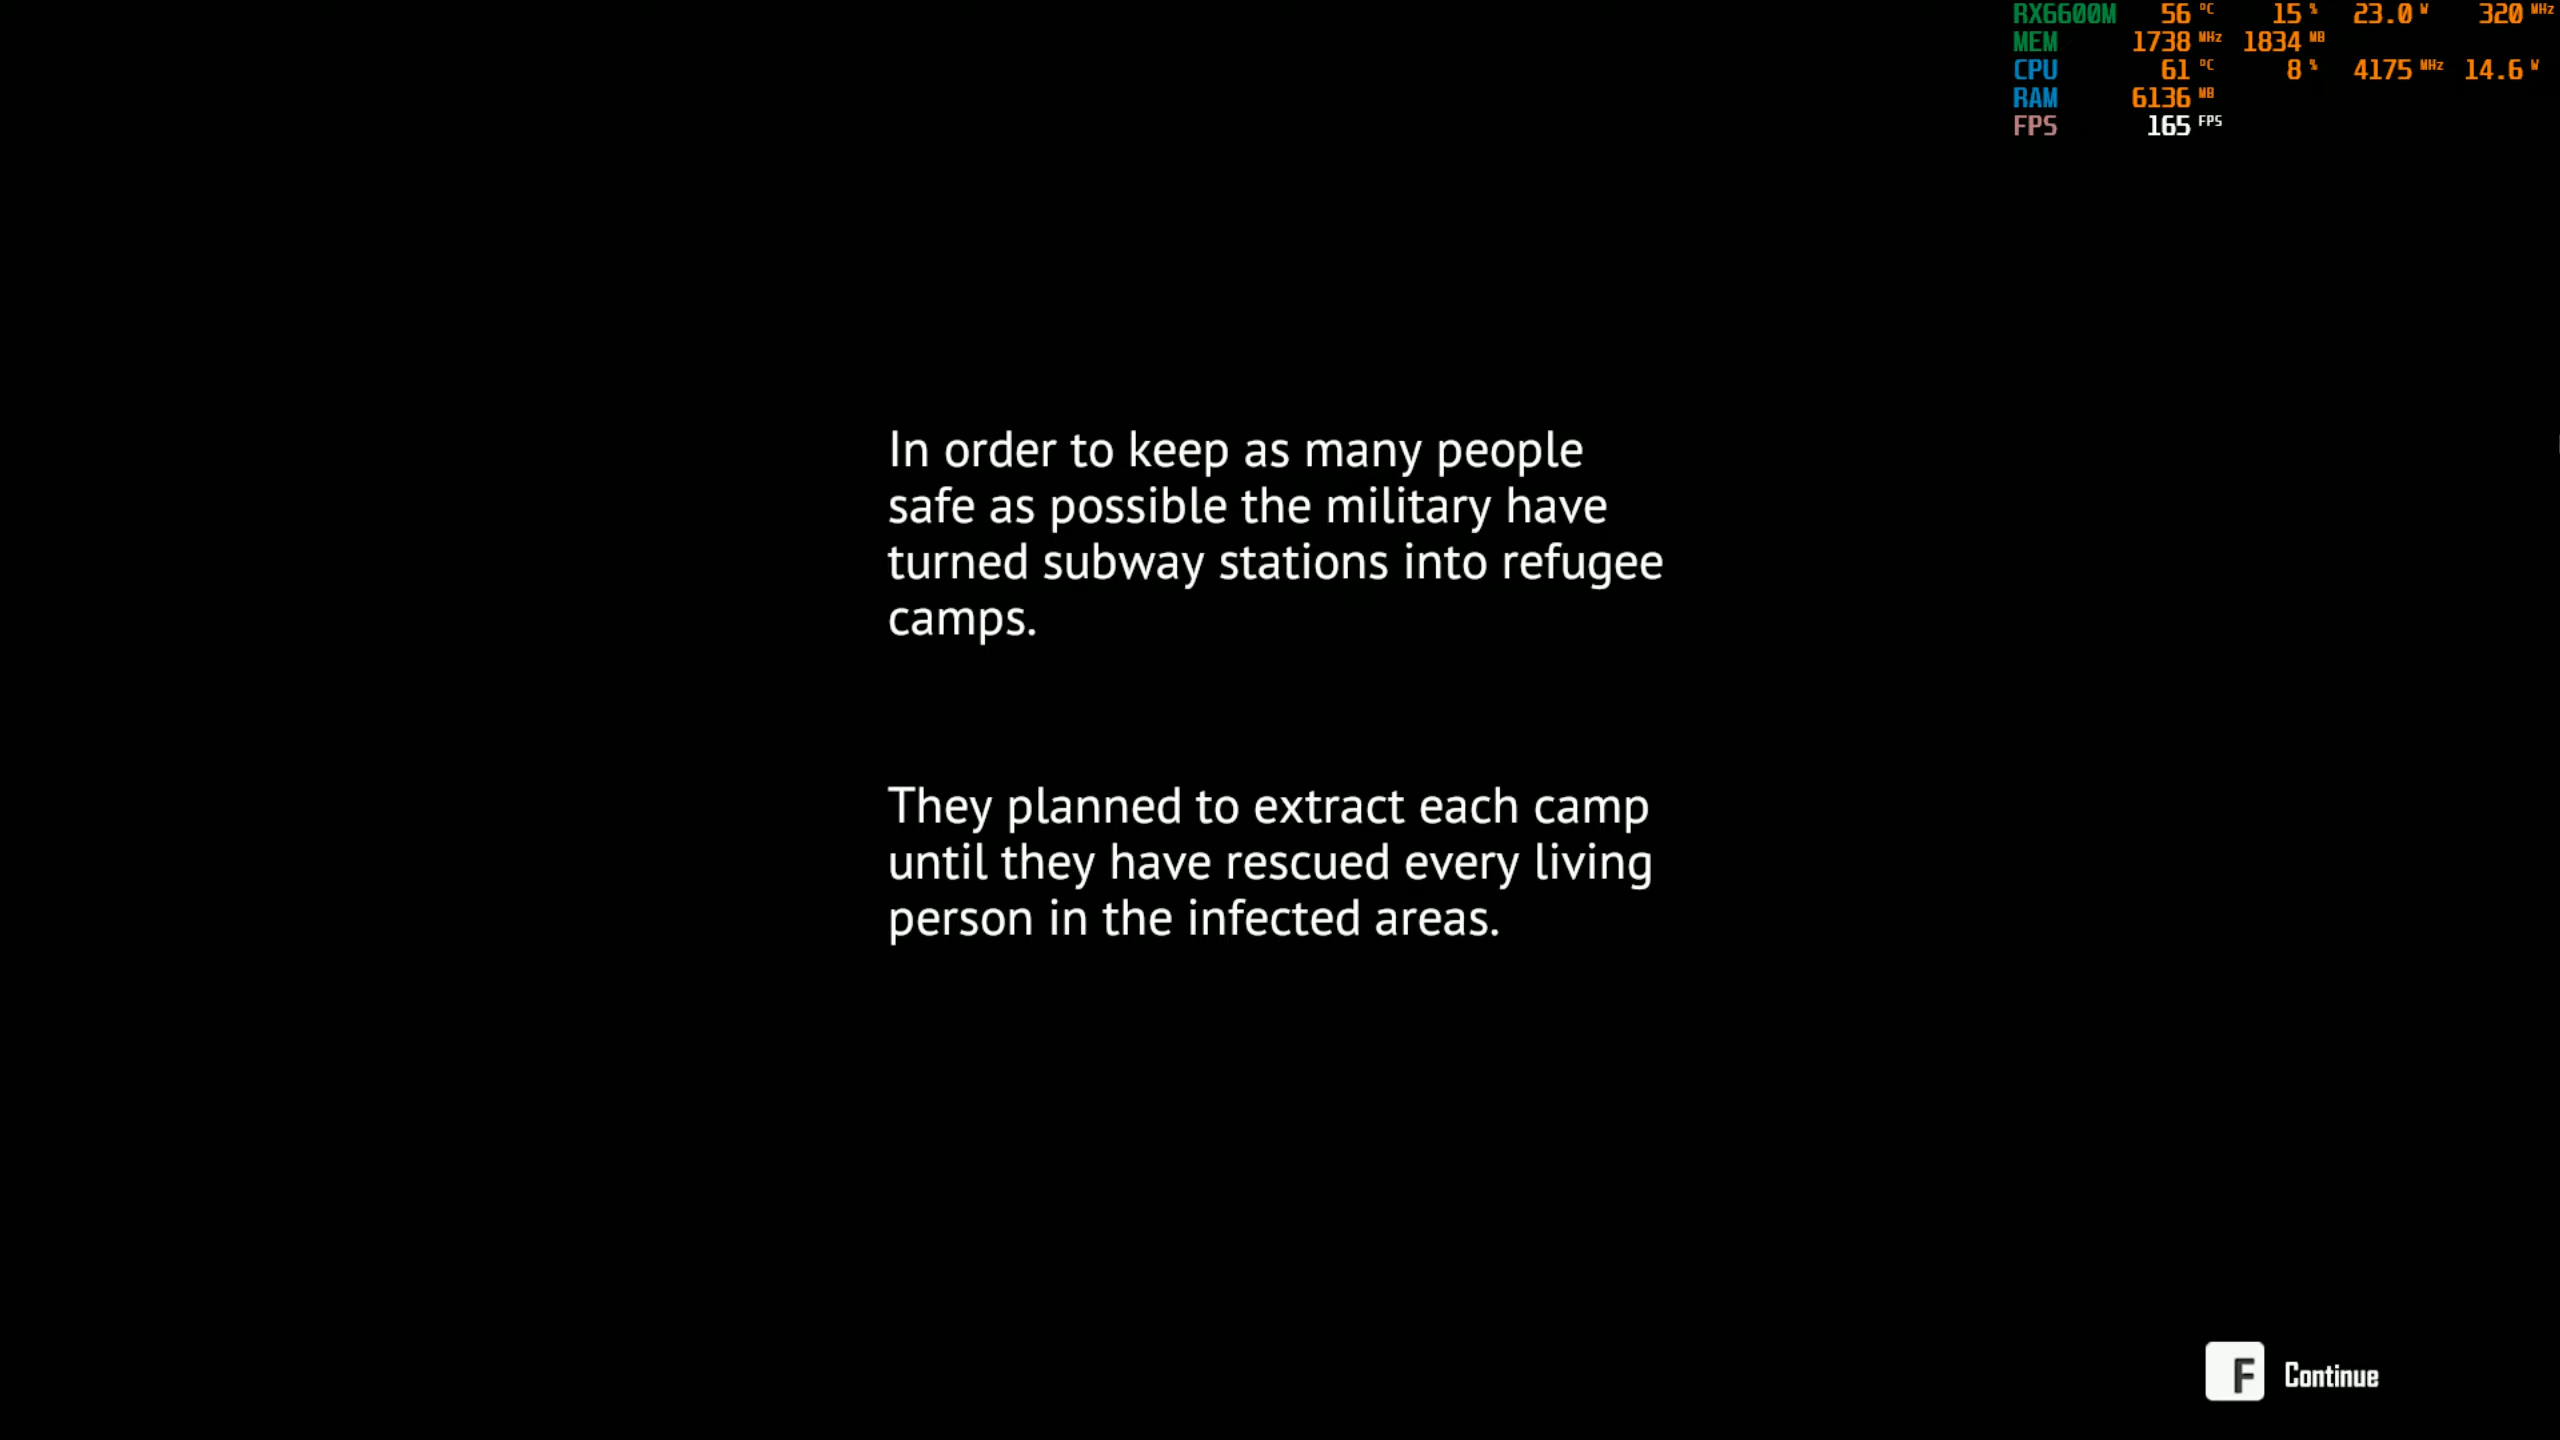 RX6600M 56 °C 15 % 23.0 W 320 MHz
MEM 1738 MHz 1834 MB
CPU 61 °C 8 % 4175 MHz 14.6 W
RAM 6136 MB
FPS 165 FPS
In order to keep as many people
safe as possible the military have
turned subway stations into refugee
camps.
They planned to extract each camp
until they have rescued every living
person in the infected areas.
F Continue